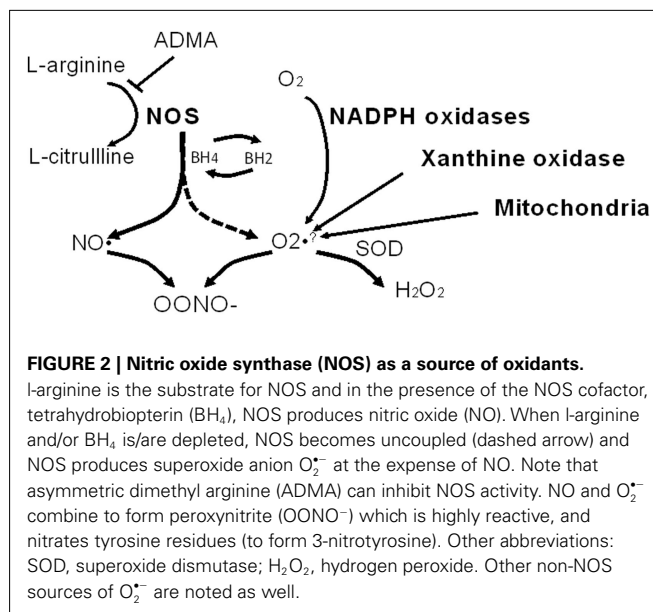 ADMA
L-arginine
O₂
NOS
NADPH oxidases
L-citrullline
BH4
BH2
Xanthine oxidase
Mitochondria
NO•
O2•?
SOD
OONO-
H₂O₂
FIGURE 2 | Nitric oxide synthase (NOS) as a source of oxidants.
l-arginine is the substrate for NOS and in the presence of the NOS cofactor,
tetrahydrobiopterin (BH₄), NOS produces nitric oxide (NO). When l-arginine
and/or BH₄ is/are depleted, NOS becomes uncoupled (dashed arrow) and
NOS produces superoxide anion O₂•⁻ at the expense of NO. Note that
asymmetric dimethyl arginine (ADMA) can inhibit NOS activity. NO and O₂•⁻
combine to form peroxynitrite (OONO⁻) which is highly reactive, and
nitrates tyrosine residues (to form 3-nitrotyrosine). Other abbreviations:
SOD, superoxide dismutase; H₂O₂, hydrogen peroxide. Other non-NOS
sources of O₂•⁻ are noted as well.